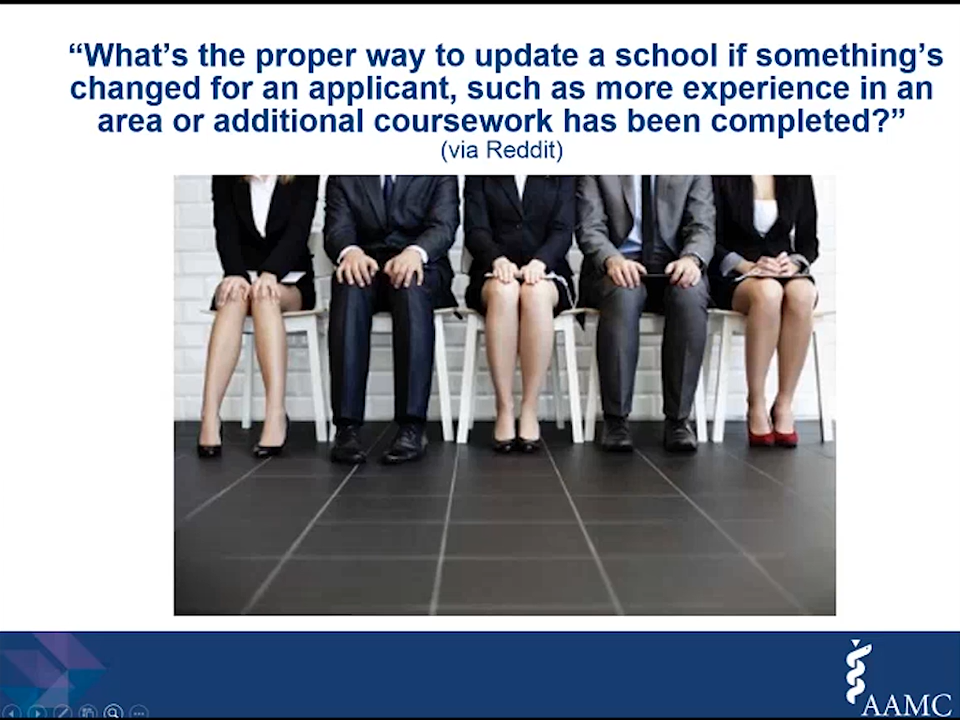 “What’s the proper way to update a school if something’s
changed for an applicant, such as more experience in an
area or additional coursework has been completed?”
(via Reddit)
AAMC